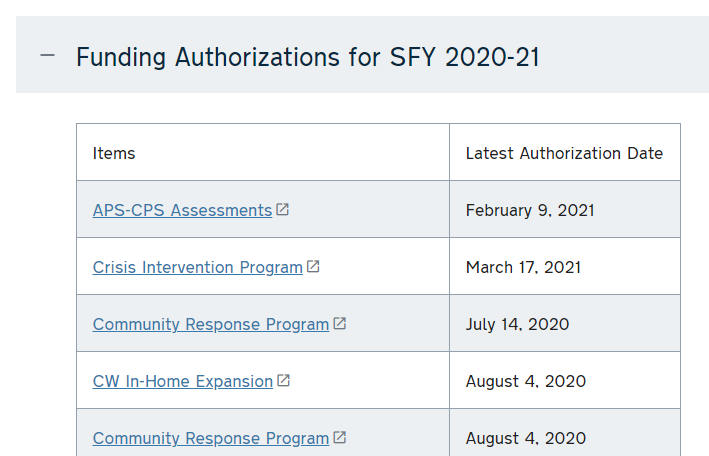 Funding Authorizations for SFY 2020-21
Items Latest Authorization Date
APS-CPS Assessments February 9, 2021
Crisis Intervention Program March 17, 2021
Community Response Program July 14, 2020
CW In-Home Expansion August 4, 2020
Community Response Program August 4, 2020